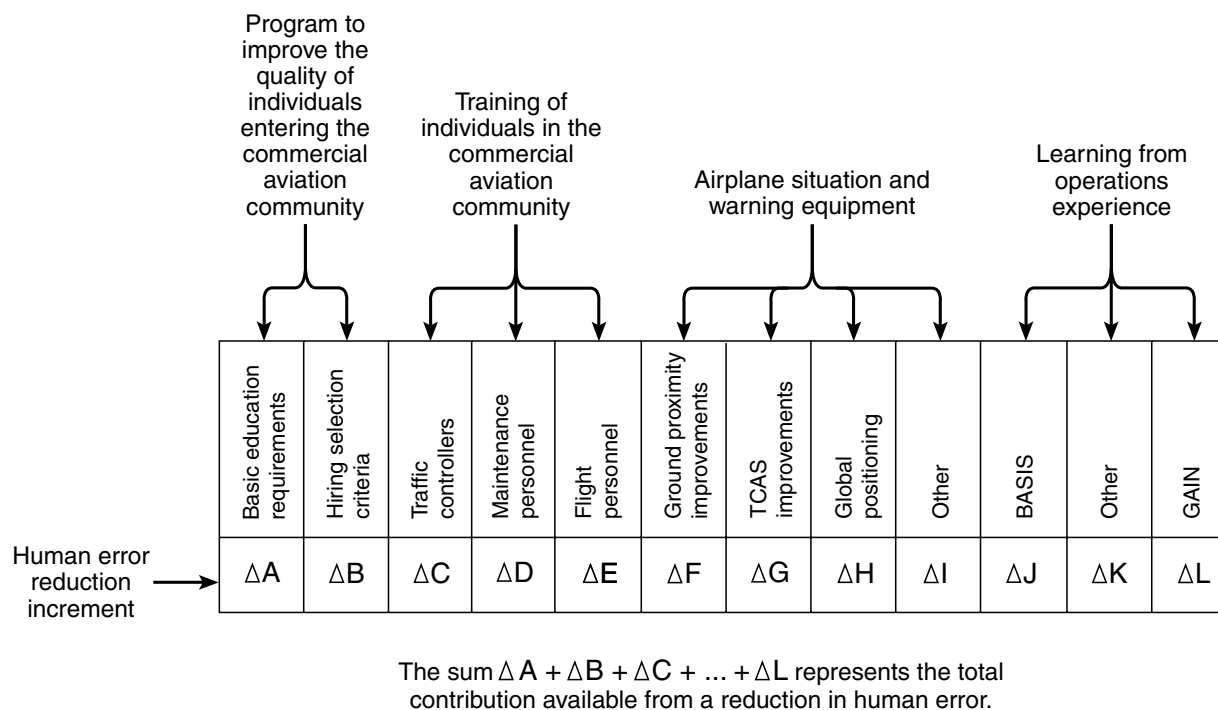 Program to
improve the
quality of
individuals
entering the
commercial
aviation
community
Training of
individuals in the
commercial
aviation
community
Airplane situation and
warning equipment
Learning from
operations
experience
Basic education
requirements
Hiring selection
criteria
Traffic
controllers
Maintenance
personnel
Flight
personnel
Ground proximity
improvements
TCAS
improvements
Global
positioning
Other
BASIS
Other
GAIN
Human error
reduction
increment
ΔA ΔB ΔC ΔD ΔE ΔF ΔG ΔH ΔI ΔJ ΔK ΔL
The sum ΔA + ΔB + ΔC + ... + ΔL represents the total
contribution available from a reduction in human error.